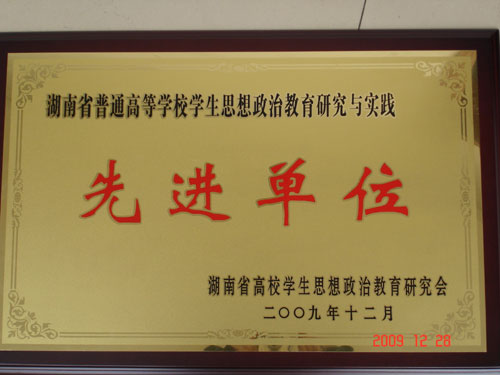 湖南省普通高等学校学生思想政治教育研究与实践
先进单位
湖南省高校学生思想政治教育研究会
二〇〇九年十二月
2009 12 28